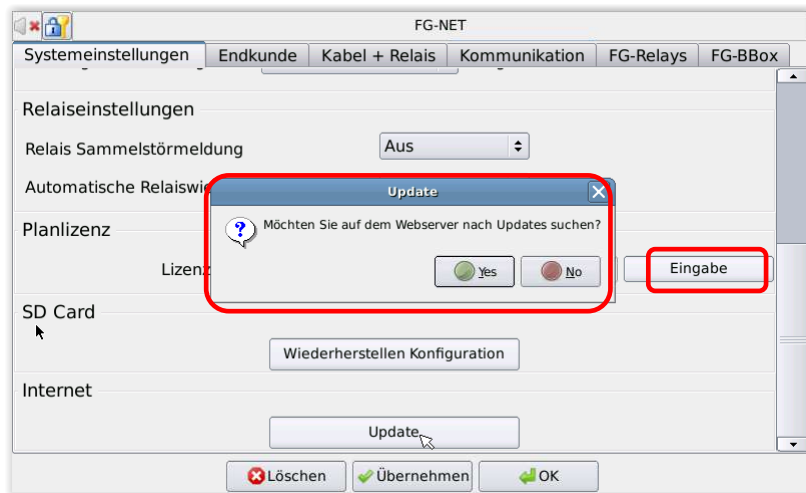 FG-NET
Systemeinstellungen Endkunde Kabel + Relais Kommunikation FG-Relays FG-BBox
Relaiseinstellungen
Relais Sammelstörmeldung Aus
Automatische Relaiswie
Update
Möchten Sie auf dem Webserver nach Updates suchen?
Planlizenz
Yes No
Lizenz Eingabe
SD Card
Wiederherstellen Konfiguration
Internet
Update
Löschen Übernehmen OK